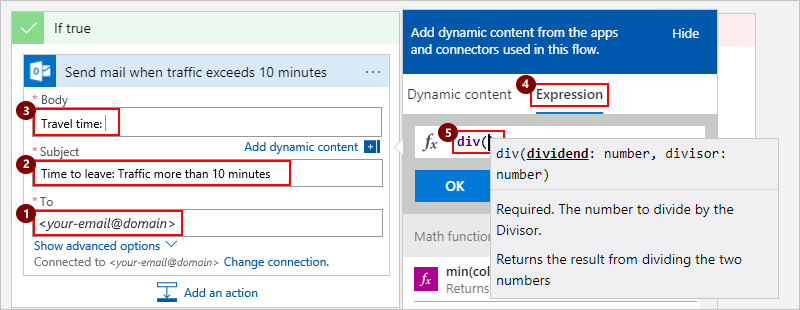 If true
Send mail when traffic exceeds 10 minutes
...
* Body
3
Travel time:
Add dynamic content
* Subject
2
Time to leave: Traffic more than 10 minutes
* To
1
<your-email@domain>
Show advanced options
Connected to <your-email@domain> Change connection.
Add an action
Add dynamic content from the apps
and connectors used in this flow.
Hide
4
Dynamic content
Expression
5
fx
div(
OK
div(dividend: number, divisor:
number)
Required. The number to divide by the
Divisor.
Returns the result from dividing the two
numbers
Math function
fx
min(col
Returns